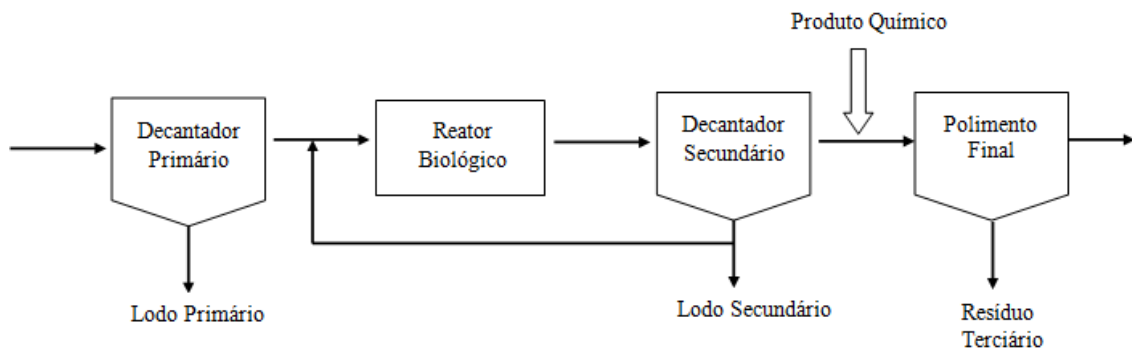 Produto Químico
Decantador
Primário
Reator
Biológico
Decantador
Secundário
Polimento
Final
Lodo Primário
Lodo Secundário
Resíduo
Terciário